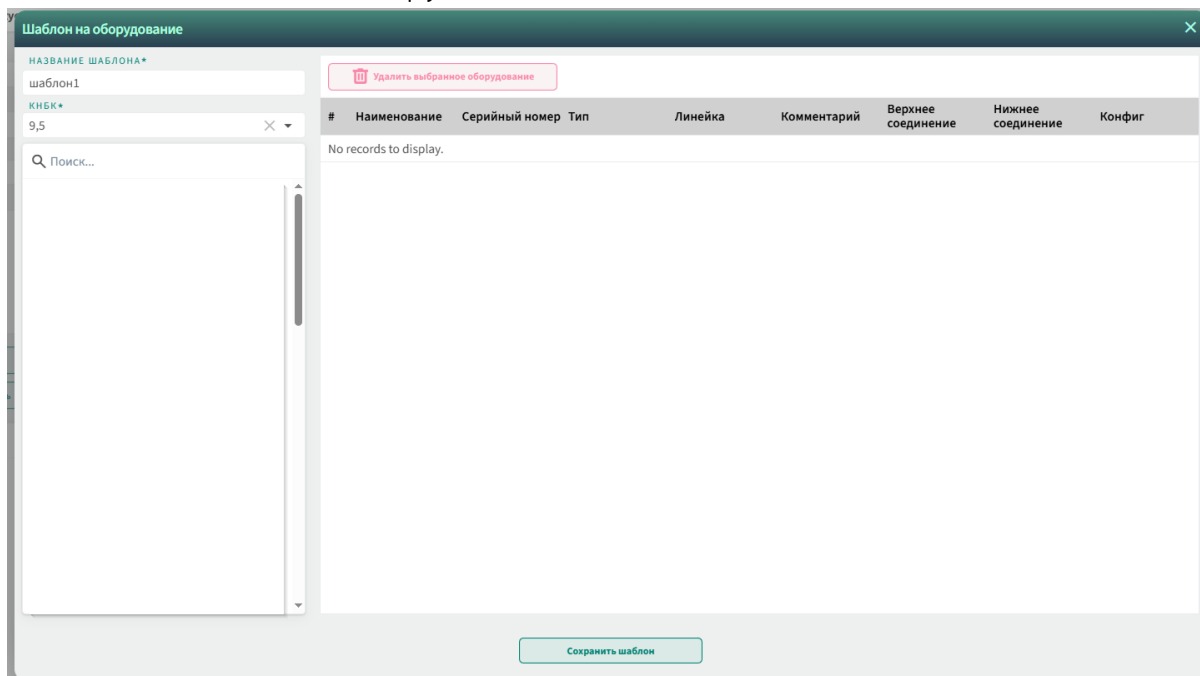 Шаблон на оборудование
НАЗВАНИЕ ШАБЛОНА*
шаблон1
КНБК*
9,5
Поиск...
Удалить выбранное оборудование
# Наименование Серийный номер Тип Линейка Комментарий Верхнее соединение Нижнее соединение Конфиг
No records to display.
Сохранить шаблон